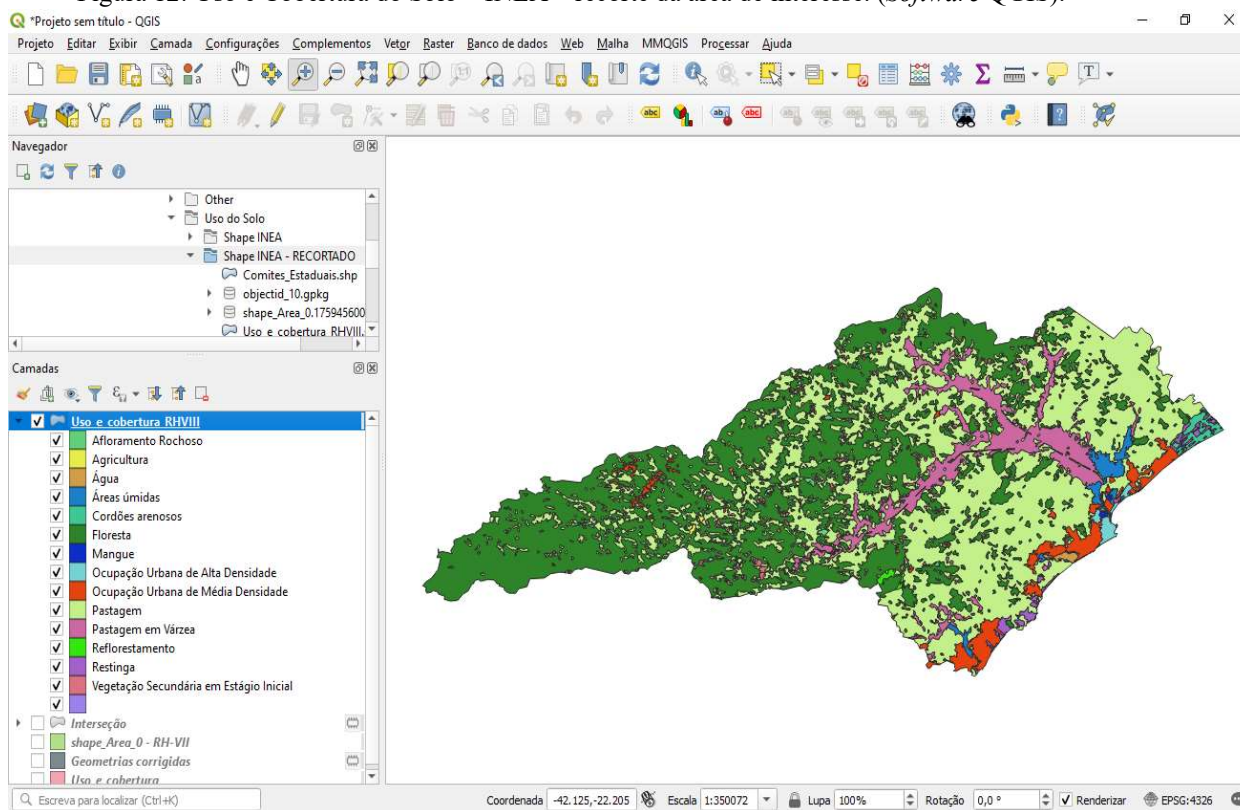 *Projeto sem título - QGIS
Projeto Editar Exibir Camada Configurações Complementos Vetor Raster Banco de dados Web Malha MMQGIS Processar Ajuda
Navegador
Other
Uso do Solo
Shape INEA
Shape INEA - RECORTADO
Comites_Estaduais.shp
objectid_10.gpkg
shape_Area_0.175945600
Uso e cobertura RHVIII.
Camadas
Uso e cobertura RHVIII
Afloramento Rochoso
Agricultura
Água
Áreas úmidas
Cordões arenosos
Floresta
Mangue
Ocupação Urbana de Alta Densidade
Ocupação Urbana de Média Densidade
Pastagem
Pastagem em Várzea
Reflorestamento
Restinga
Vegetação Secundária em Estágio Inicial
Interseção
shape_Area_0 - RH-VII
Geometrias corrigidas
Uso e cobertura
Escreva para localizar (Ctrl+K) Coordenada -42.125,-22.205 Escala 1:350072 Lupa 100% Rotação 0,0 ° Renderizar EPSG:4326